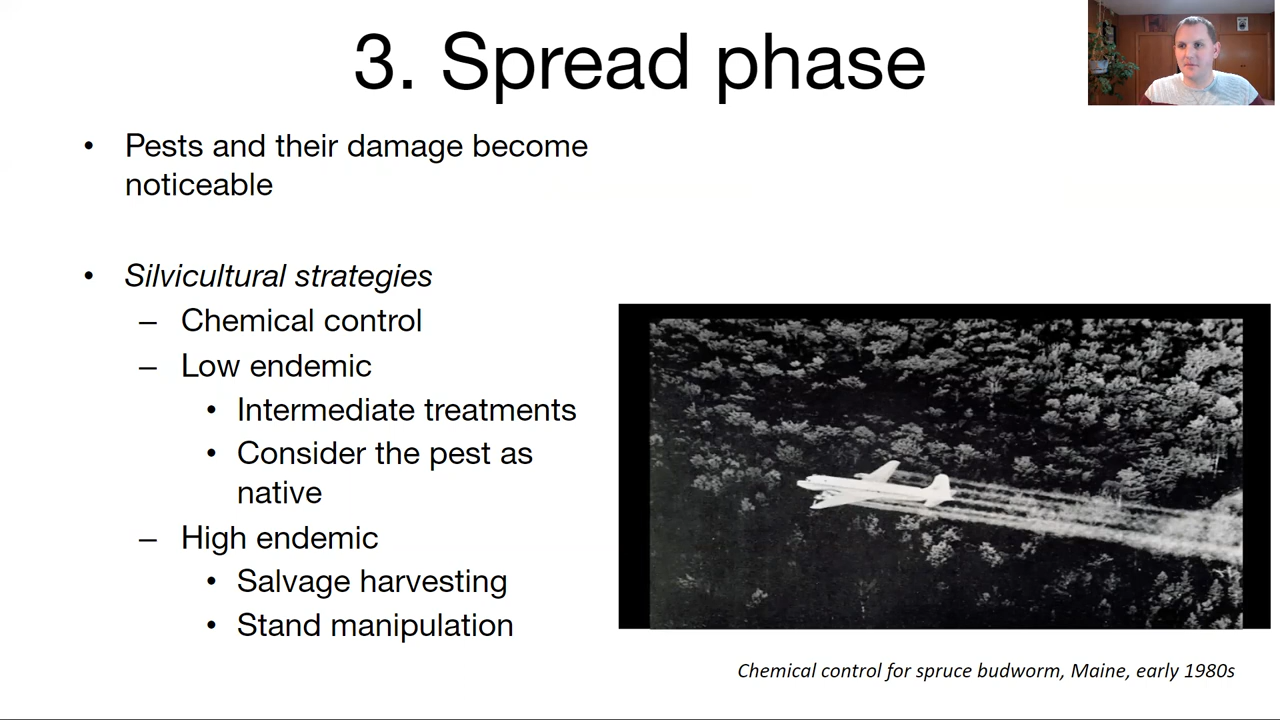 3. Spread phase
• Pests and their damage become
noticeable
• Silvicultural strategies
– Chemical control
– Low endemic
• Intermediate treatments
• Consider the pest as
native
– High endemic
• Salvage harvesting
• Stand manipulation
Chemical control for spruce budworm, Maine, early 1980s